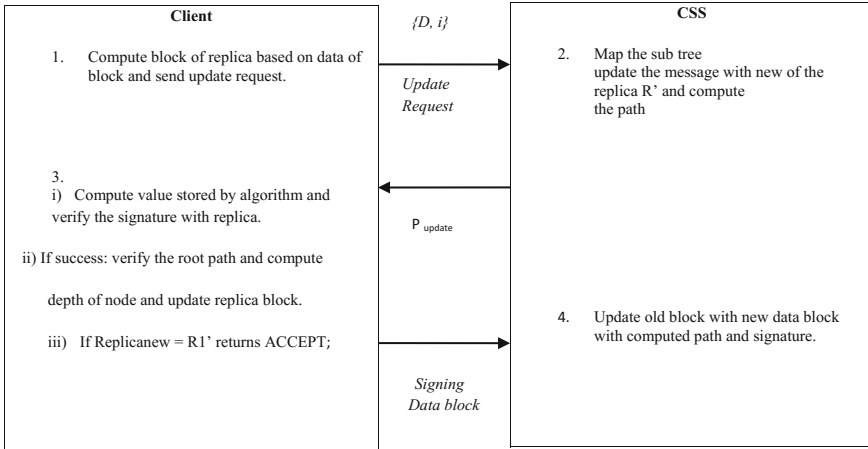 Client
1. Compute block of replica based on data of
block and send update request.
3.
i) Compute value stored by algorithm and
verify the signature with replica.
ii) If success: verify the root path and compute
depth of node and update replica block.
iii) If Replicanew = R1’ returns ACCEPT;
{D, i}
Update
Request
P update
Signing
Data block
CSS
2. Map the sub tree
update the message with new of the
replica R’ and compute
the path
4. Update old block with new data block
with computed path and signature.